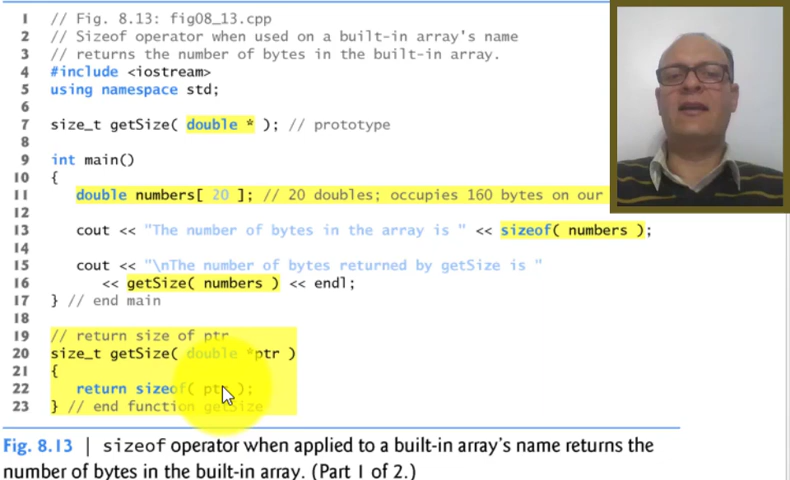 1 // Fig. 8.13: fig08_13.cpp
2 // Sizeof operator when used on a built-in array's name
3 // returns the number of bytes in the built-in array.
4 #include <iostream>
5 using namespace std;
6
7 size_t getSize( double * ); // prototype
8
9 int main()
10 {
11 double numbers[ 20 ]; // 20 doubles; occupies 160 bytes on our
12
13 cout << "The number of bytes in the array is " << sizeof( numbers );
14
15 cout << "\nThe number of bytes returned by getSize is "
16 << getSize( numbers ) << endl;
17 } // end main
18
19 // return size of ptr
20 size_t getSize( double *ptr )
21 {
22 return sizeof( ptr );
23 } // end function getSize
Fig. 8.13 | sizeof operator when applied to a built-in array's name returns the
number of bytes in the built-in array. (Part 1 of 2.)